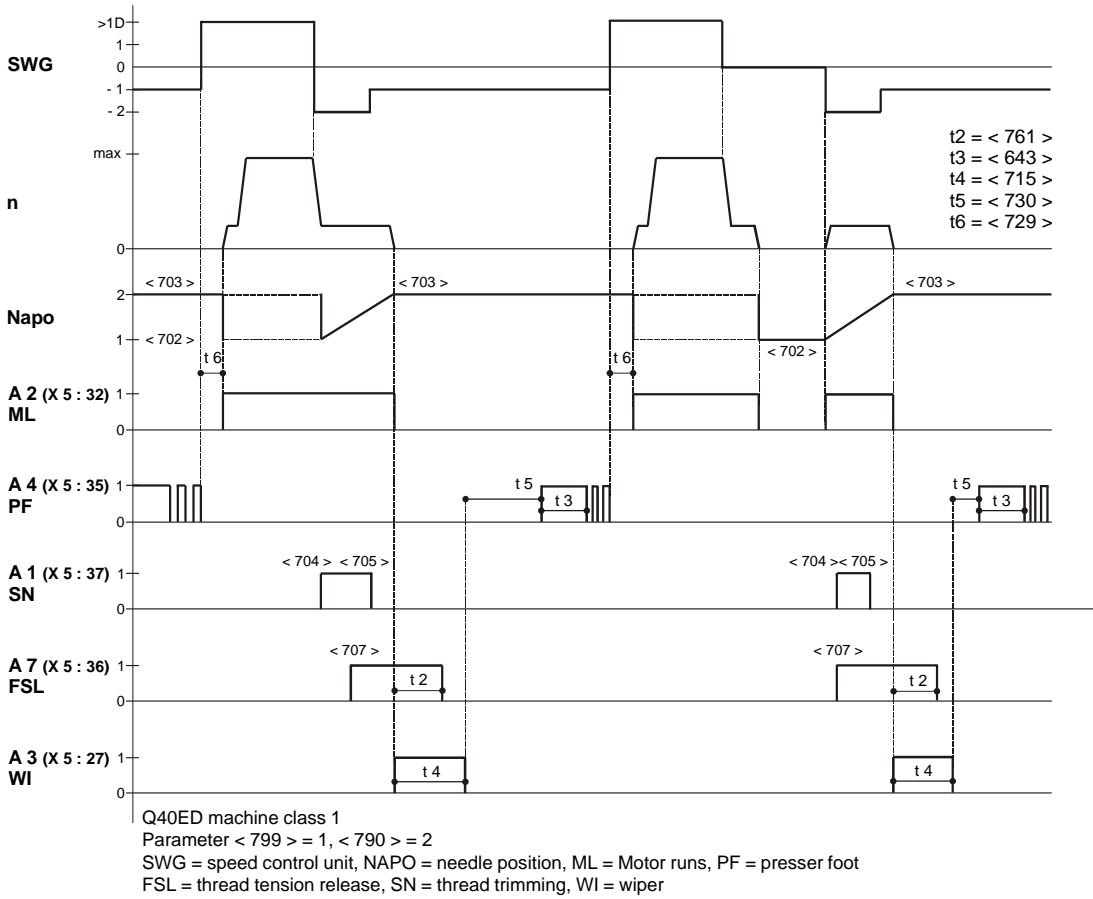 >1D
1
SWG
0
- 1
- 2
max
n
0
t2 = < 761 >
t3 = < 643 >
t4 = < 715 >
t5 = < 730 >
t6 = < 729 >
< 703 >
< 703 >
< 703 >
2
Napo
< 702 >
1
< 702 >
t 6
t 6
A 2 (X 5 : 32)
ML
1
0
A 4 (X 5 : 35)
PF
1
0
t 5
t 3
t 5
t 3
A 1 (X 5 : 37)
SN
1
0
< 704 > < 705 >
< 704 >< 705 >
A 7 (X 5 : 36)
FSL
1
0
< 707 >
t 2
< 707 >
t 2
A 3 (X 5 : 27)
WI
1
0
t 4
t 4
Q40ED machine class 1
Parameter < 799 > = 1, < 790 > = 2
SWG = speed control unit, NAPO = needle position, ML = Motor runs, PF = presser foot
FSL = thread tension release, SN = thread trimming, WI = wiper